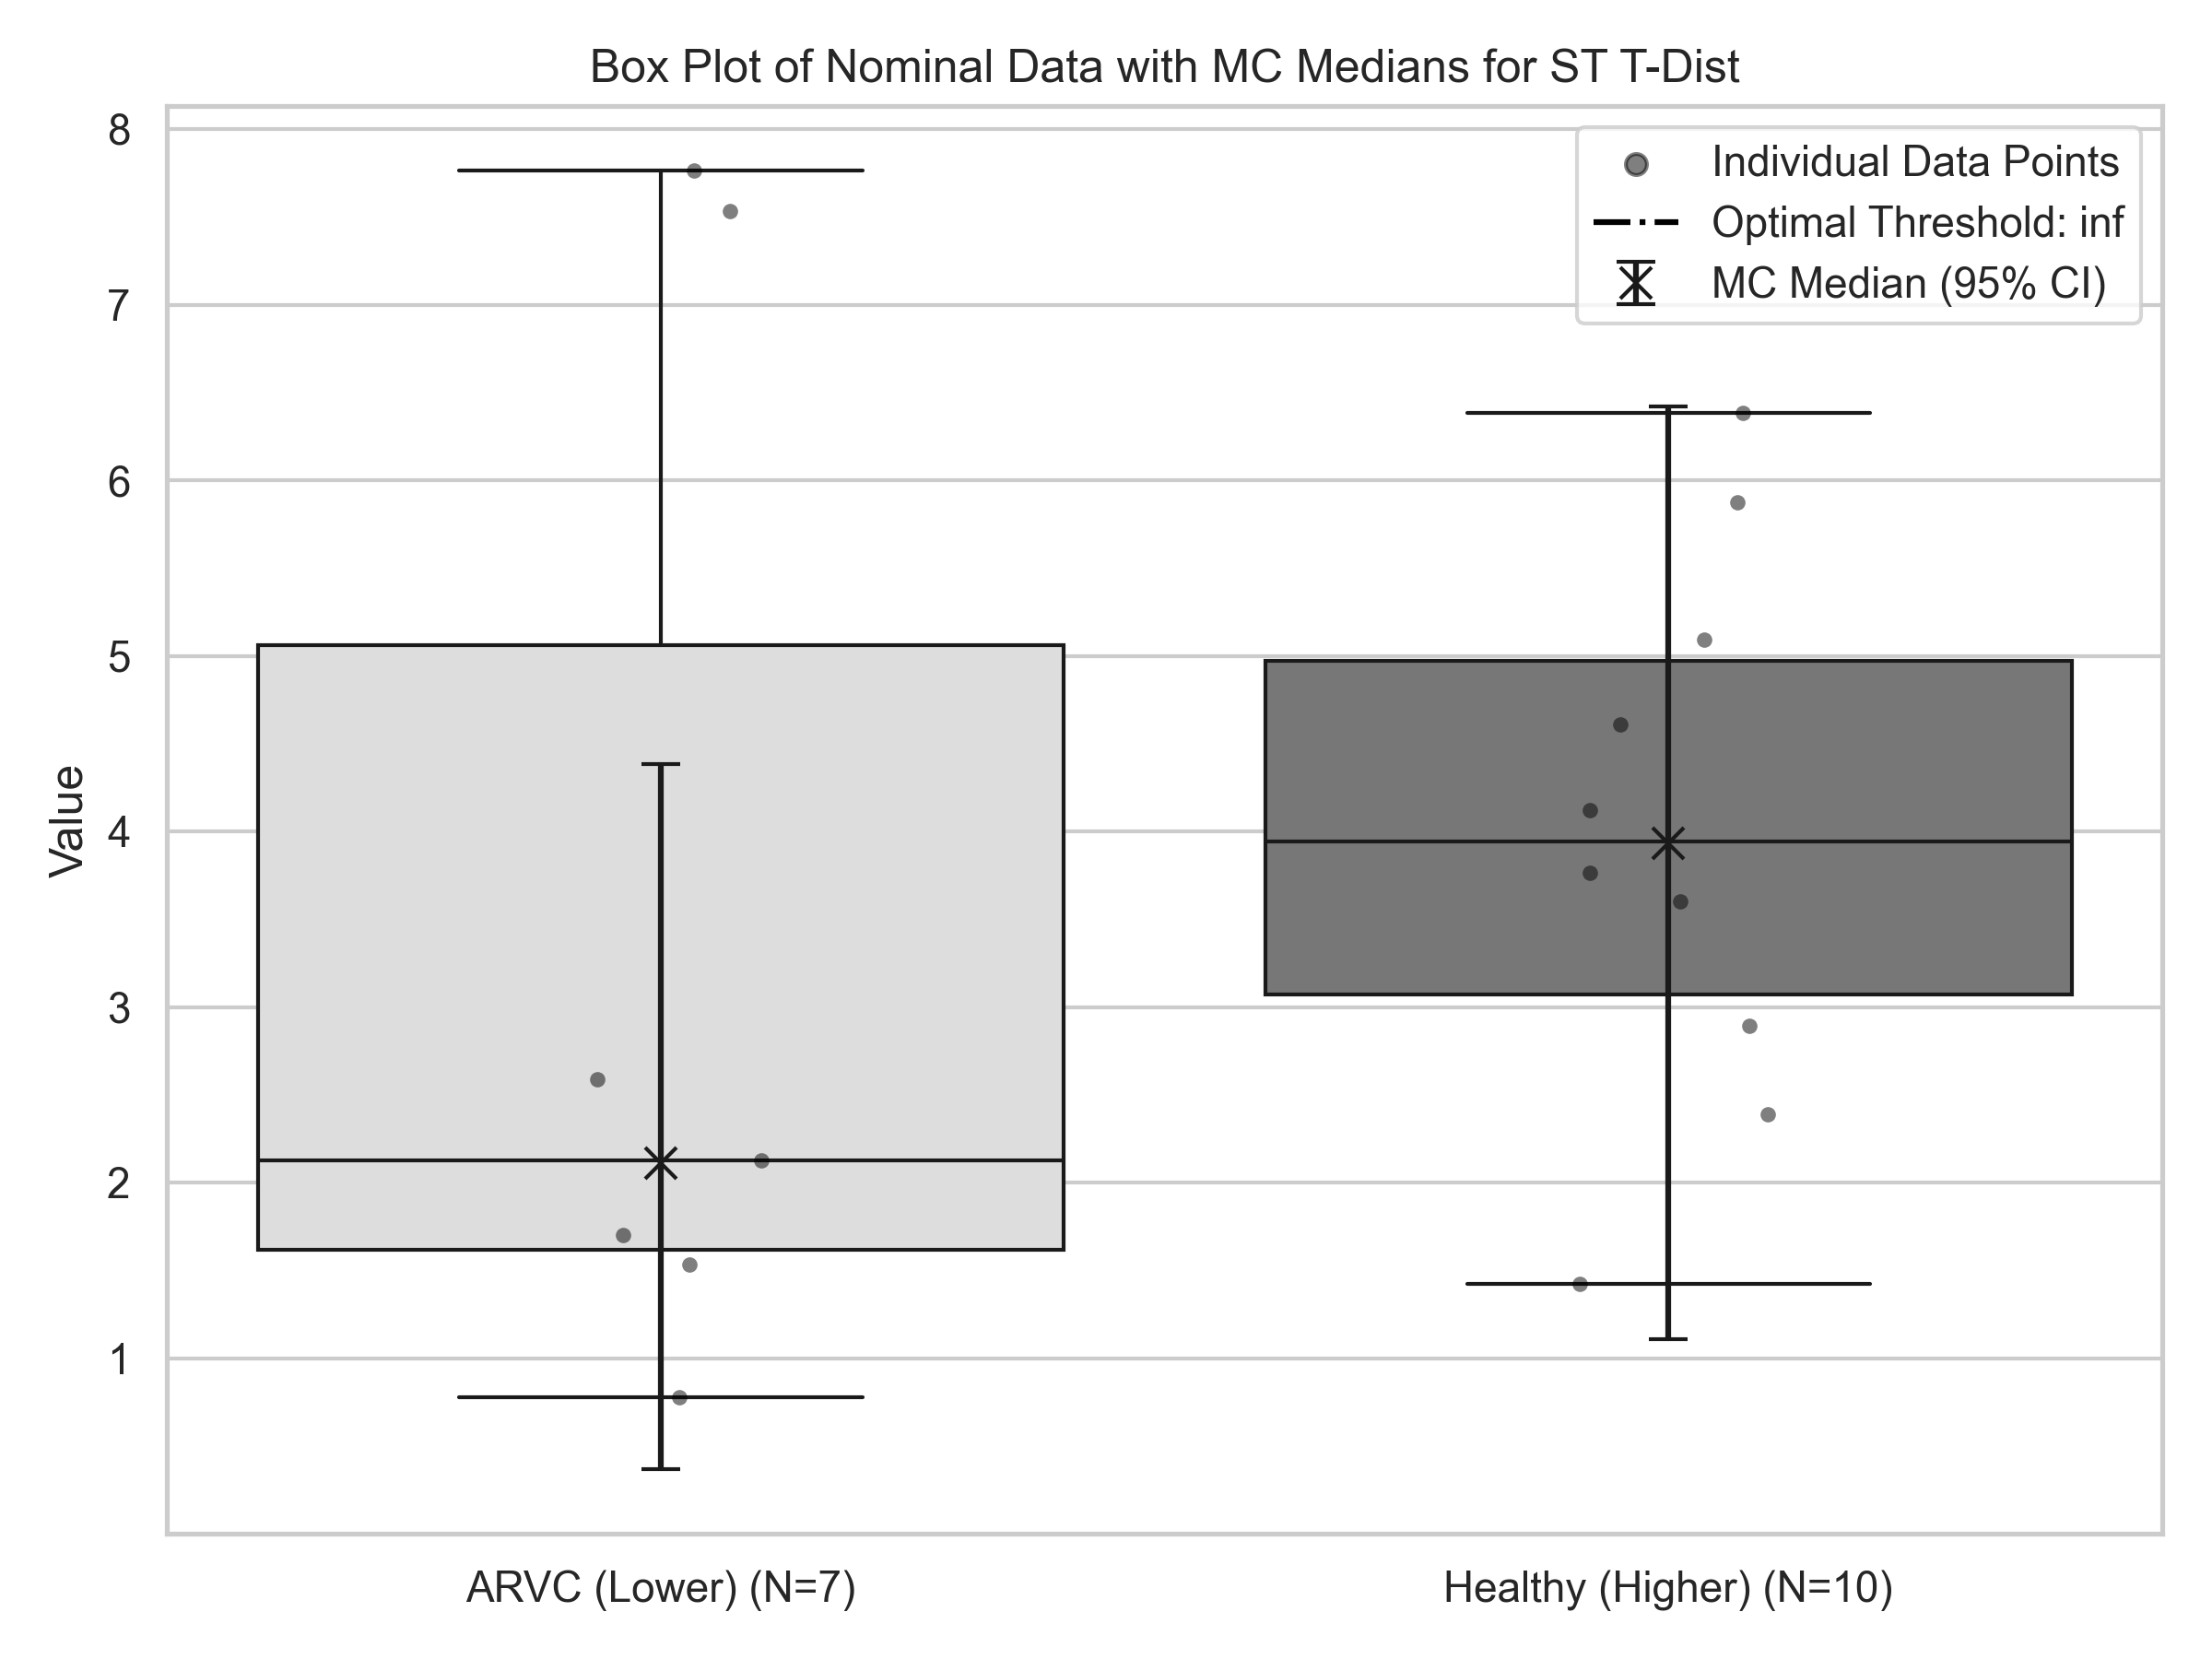 Box Plot of Nominal Data with MC Medians for ST T-Dist
Individual Data Points
Optimal Threshold: inf
MC Median (95% CI)
Value
8
7
6
5
4
3
2
1
ARVC (Lower) (N=7)
Healthy (Higher) (N=10)